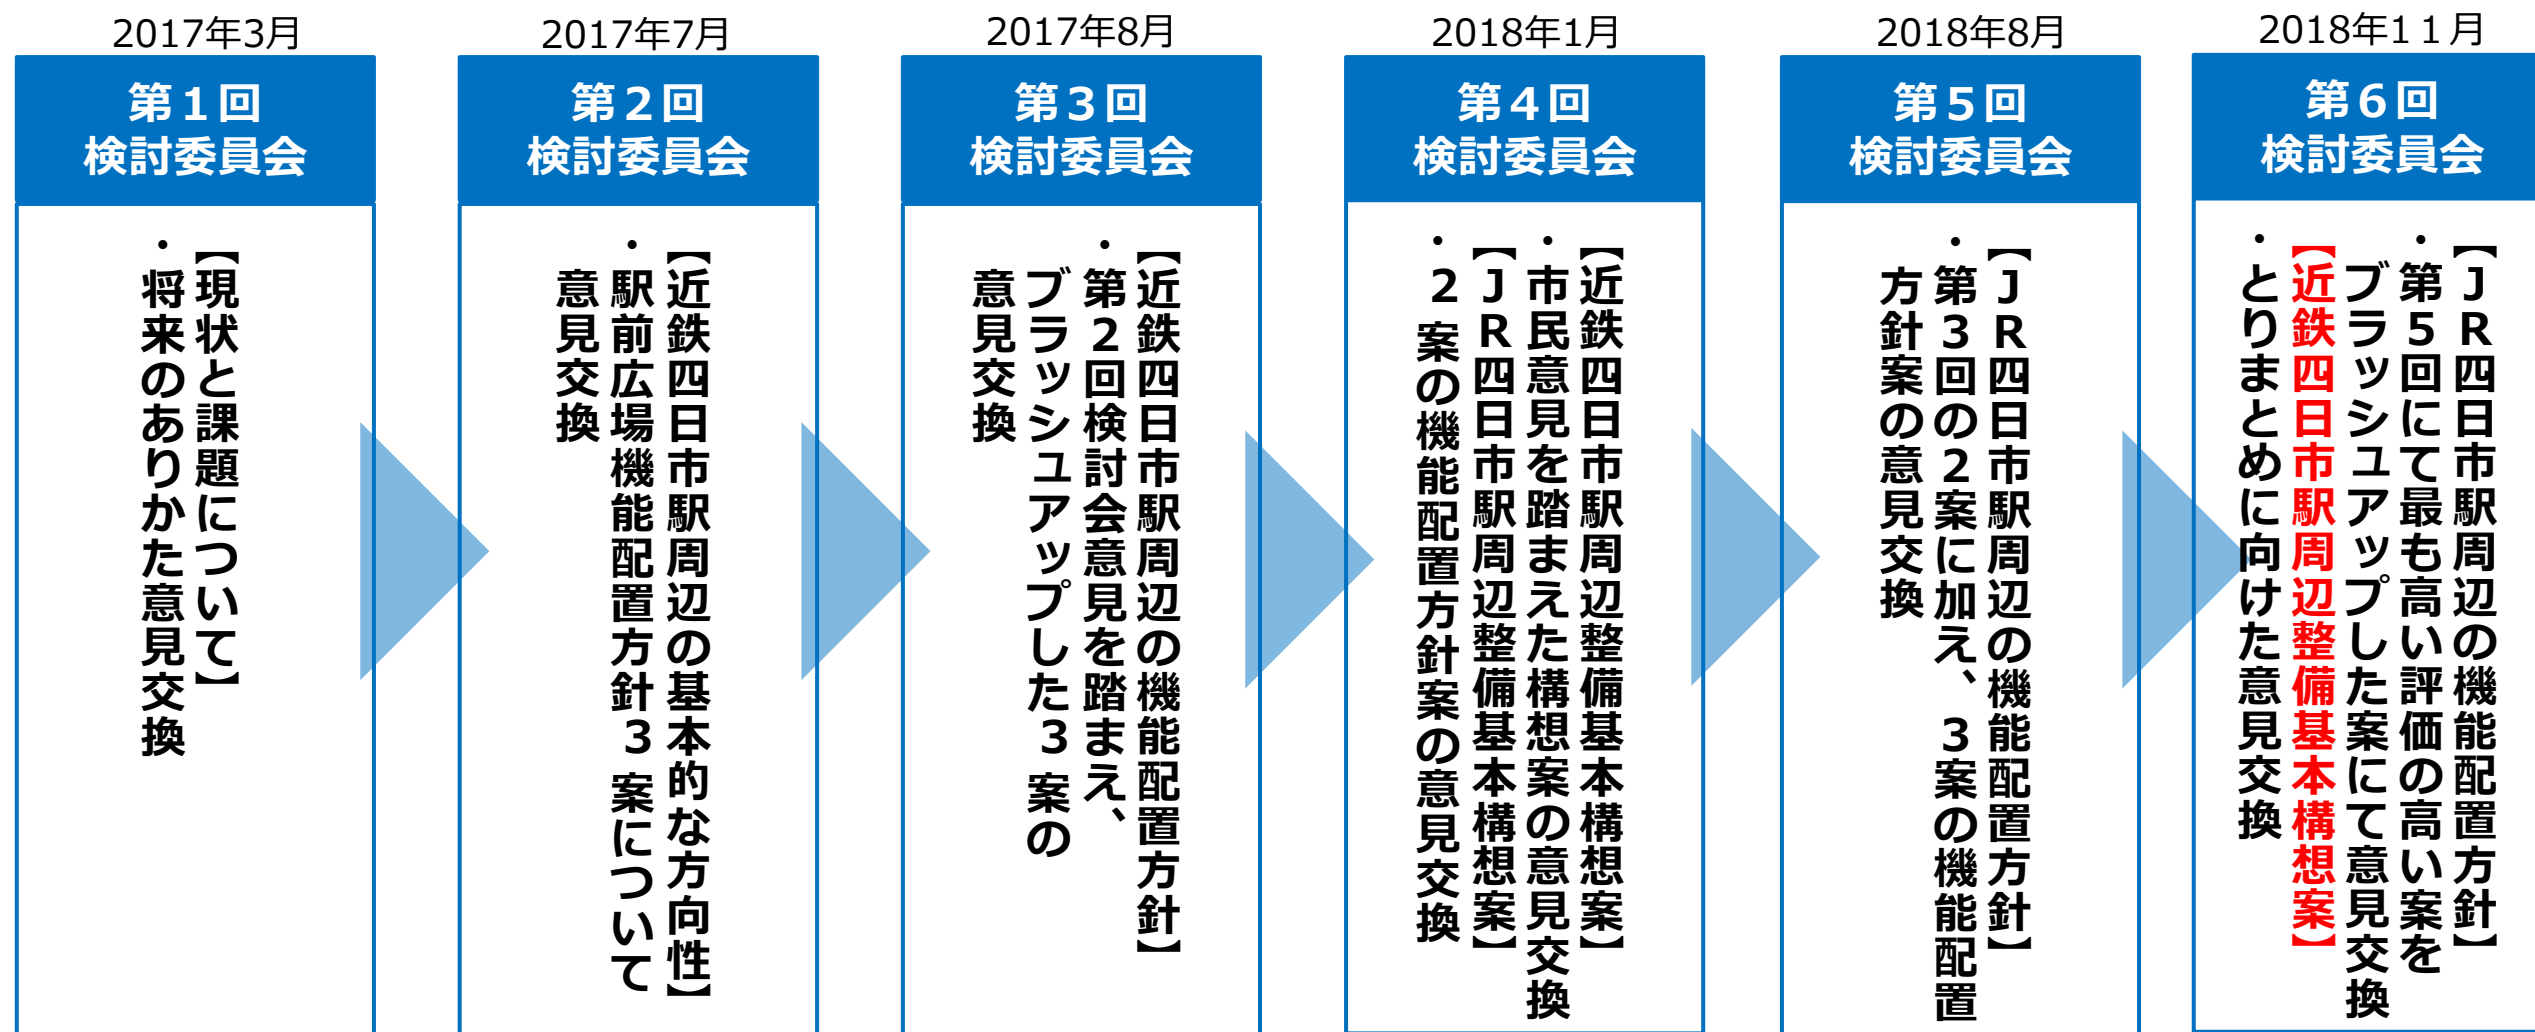 2017年3月
第１回
検討委員会
【現状と課題について】
・将来のありかた意見交換
2017年7月
第２回
検討委員会
【近鉄四日市駅周辺の基本的な方向性】
・駅前広場機能配置方針３案について
意見交換
2017年8月
第３回
検討委員会
【近鉄四日市駅周辺の機能配置方針】
・第２回検討会意見を踏まえ、
ブラッシュアップした３案の
意見交換
2018年1月
第４回
検討委員会
【近鉄四日市駅周辺整備基本構想案】
・市民意見を踏まえた構想案の意見交換
【ＪＲ四日市駅周辺整備基本構想案】
・２案の機能配置方針案の意見交換
2018年8月
第５回
検討委員会
【ＪＲ四日市駅周辺の機能配置方針】
・第３回の２案に加え、３案の機能配置
方針案の意見交換
2018年1１月
第６回
検討委員会
【ＪＲ四日市駅周辺の機能配置方針】
・第５回にて最も高い評価の高い案を
ブラッシュアップした案にて意見交換
【近鉄四日市駅周辺整備基本構想案】
・とりまとめに向けた意見交換